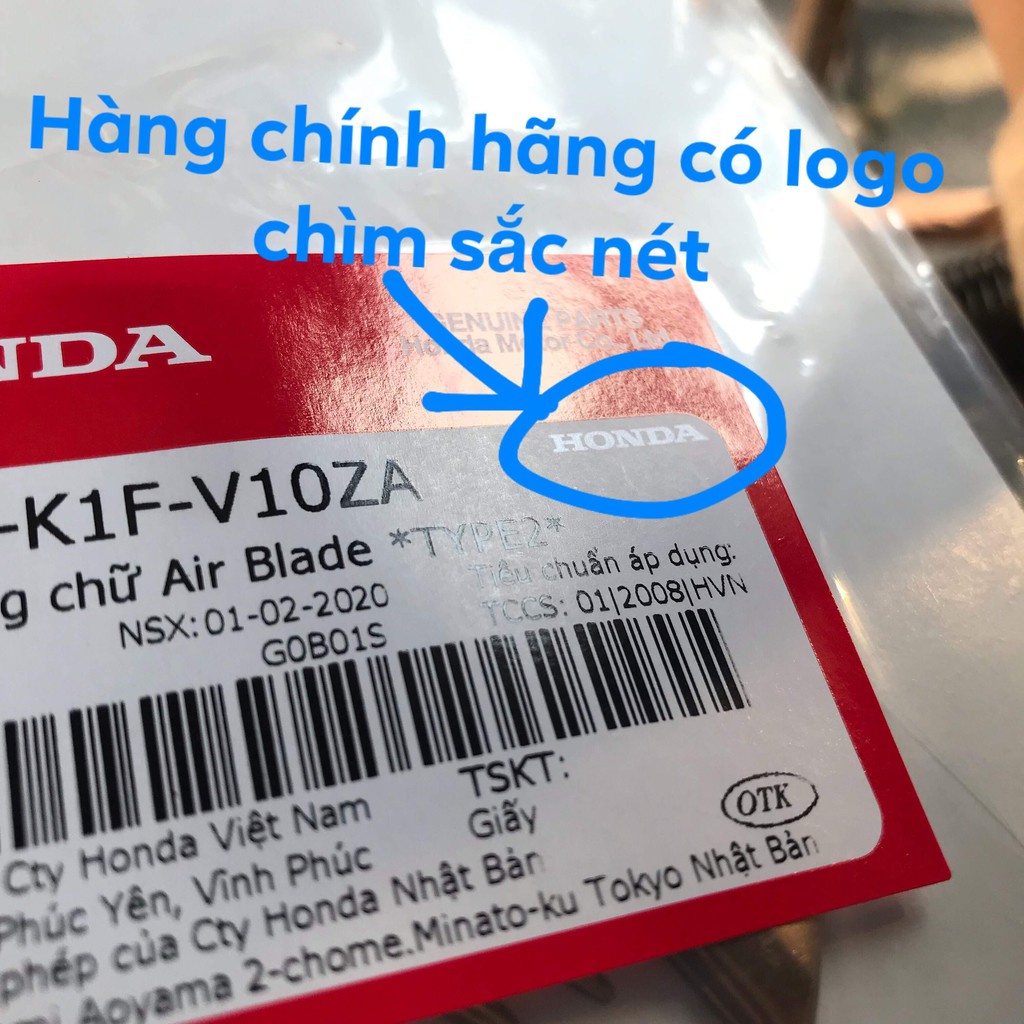 Hàng chính hãng có logo
chìm sắc nét
GENUINE PARTS
Honda Motor Co., Ltd.
NDA
HONDA
-K1F-V10ZA
g chữ Air Blade *TYPE2*
Tiêu chuẩn áp dụng:
NSX: 01-02-2020
TCCS: 01|2008|HVN
G0B01S
TSKT:
Cty Honda Việt Nam
Giấy
OTK
Phúc Yên, Vĩnh Phúc
phép của Cty Honda Nhật Bản
mi Aoyama 2-chome.Minato-ku Tokyo Nhật Bản